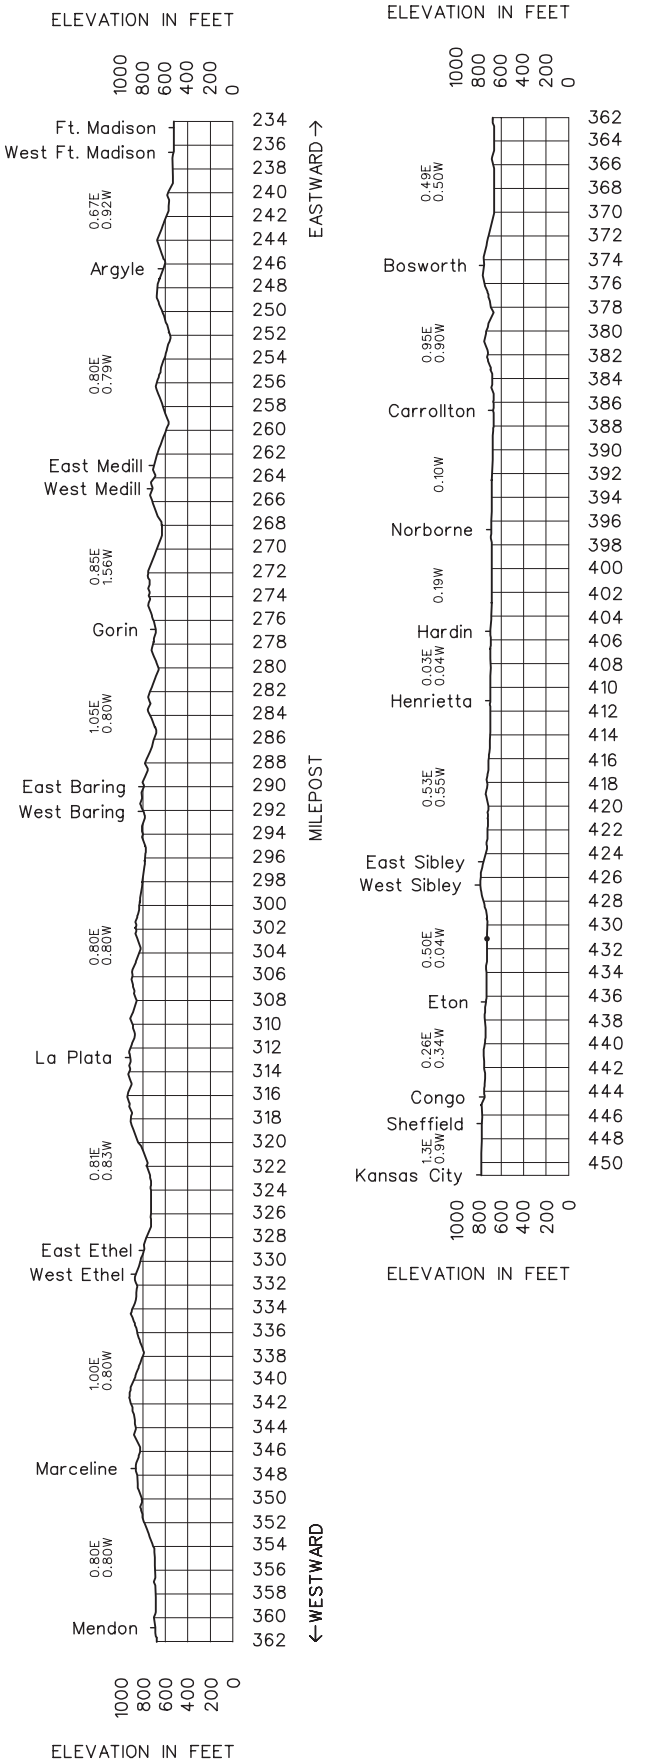 ELEVATION IN FEET
1000
800
600
400
200
0
Ft. Madison
West Ft. Madison
0.67E
0.92W
Argyle
0.80E
0.79W
East Medill
West Medill
0.85E
1.56W
Gorin
1.05E
0.80W
East Baring
West Baring
0.80E
0.80W
La Plata
0.81E
0.83W
East Ethel
West Ethel
1.00E
0.80W
Marceline
0.80E
0.80W
Mendon
234
236
238
240
242
244
246
248
250
252
254
256
258
260
262
264
266
268
270
272
274
276
278
280
282
284
286
288
290
292
294
296
298
300
302
304
306
308
310
312
314
316
318
320
322
324
326
328
330
332
334
336
338
340
342
344
346
348
350
352
354
356
358
360
362
EASTWARD →
MILEPOST
← WESTWARD
1000
800
600
400
200
0
ELEVATION IN FEET
ELEVATION IN FEET
1000
800
600
400
200
0
0.49E
0.50W
Bosworth
0.95E
0.90W
Carrollton
0.10W
Norborne
0.19W
Hardin
0.03E
0.04W
Henrietta
0.53E
0.55W
East Sibley
West Sibley
0.50E
0.04W
Eton
0.26E
0.34W
Congo
Sheffield
1.3E
0.9W
Kansas City
362
364
366
368
370
372
374
376
378
380
382
384
386
388
390
392
394
396
398
400
402
404
406
408
410
412
414
416
418
420
422
424
426
428
430
432
434
436
438
440
442
444
446
448
450
1000
800
600
400
200
0
ELEVATION IN FEET